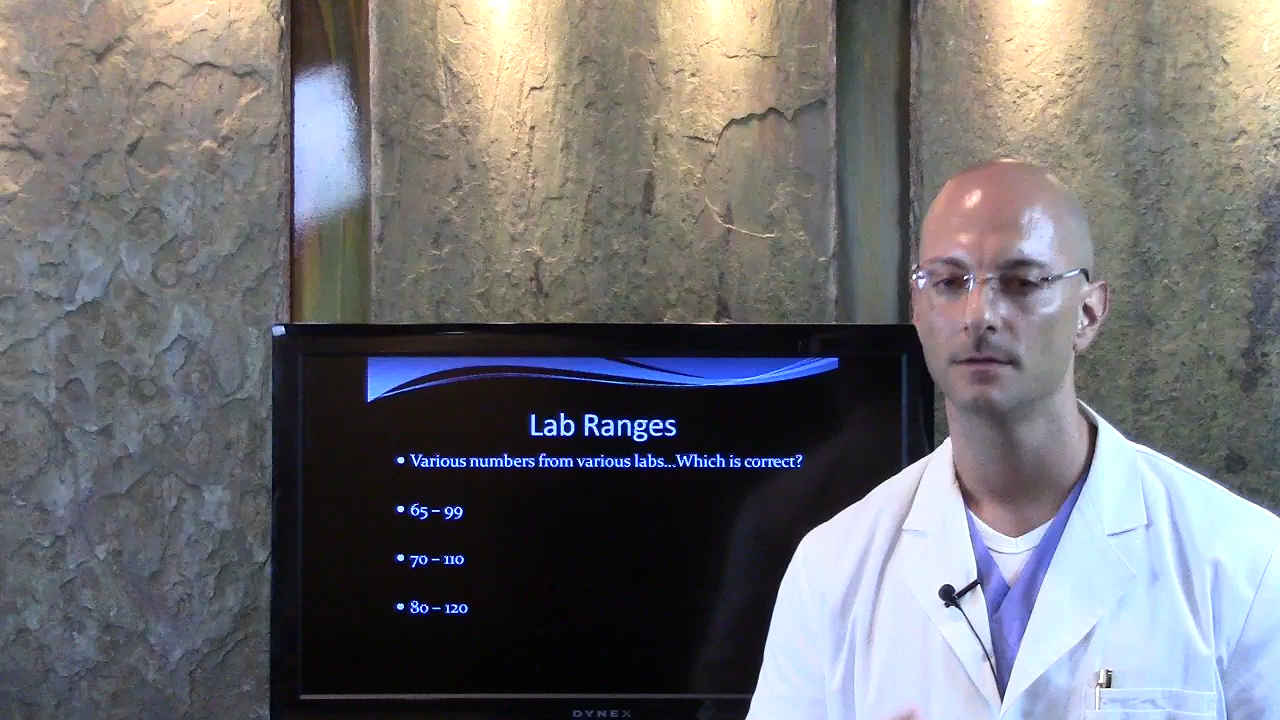 Lab Ranges
• Various numbers from various labs...Which is correct?
• 65 – 99
• 70 – 110
• 80 – 120
DYNEX